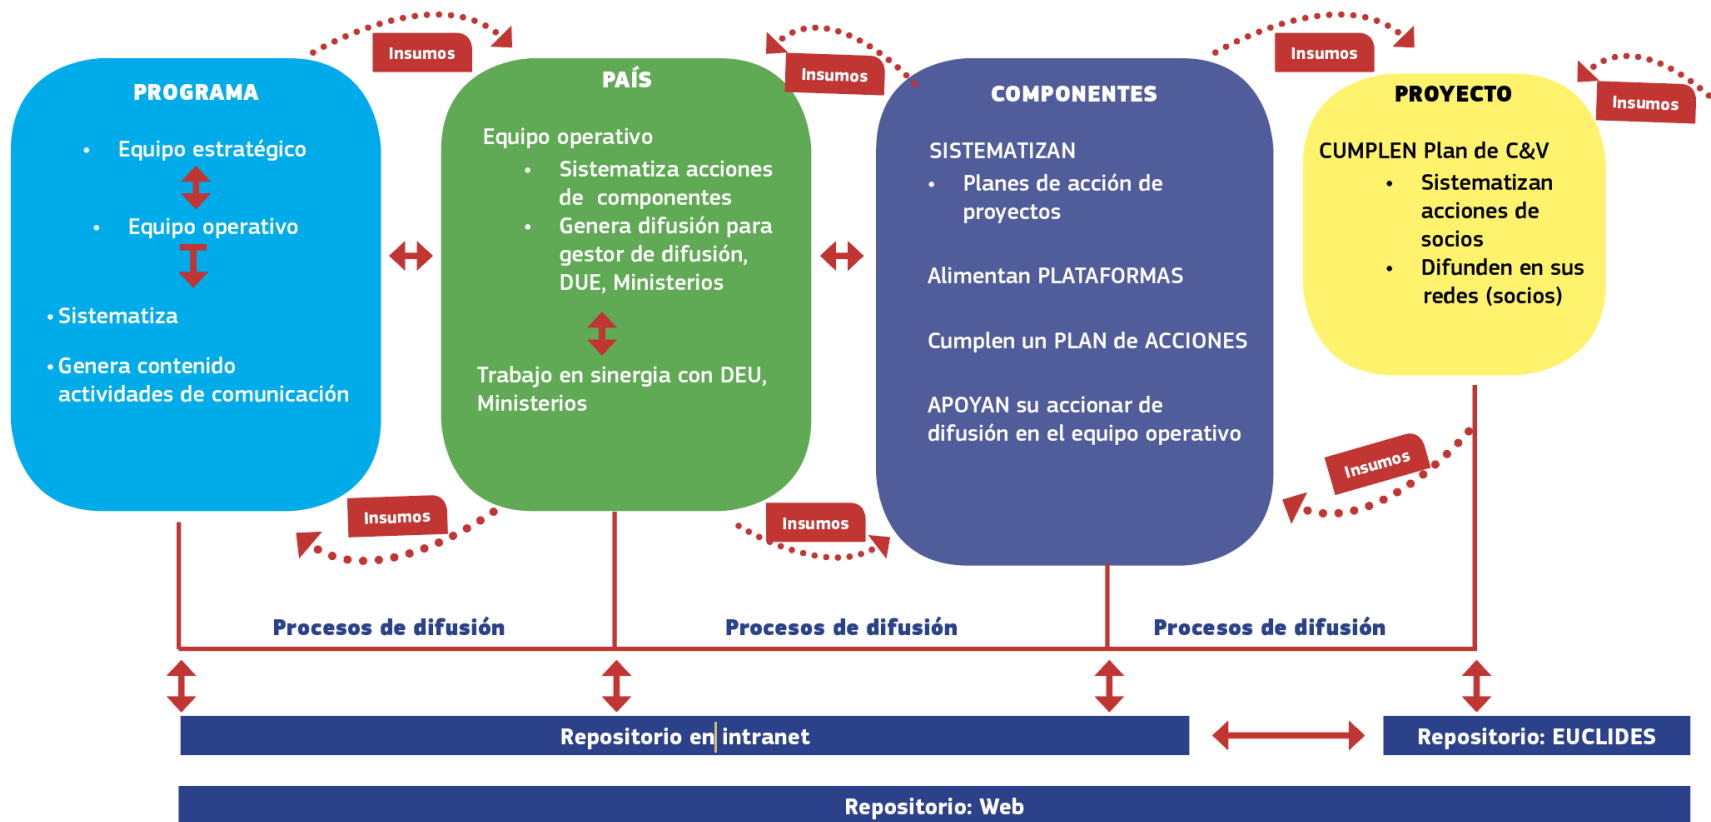 Insumos
Insumos
Insumos
Insumos
PROGRAMA
• Equipo estratégico
• Equipo operativo
• Sistematiza
• Genera contenido
actividades de comunicación
PAÍS
Equipo operativo
• Sistematiza acciones
de componentes
• Genera difusión para
gestor de difusión,
DUE, Ministerios
Trabajo en sinergia con DEU,
Ministerios
COMPONENTES
SISTEMATIZAN
• Planes de acción de
proyectos
Alimentan PLATAFORMAS
Cumplen un PLAN de ACCIONES
APOYAN su accionar de
difusión en el equipo operativo
PROYECTO
CUMPLEN Plan de C&V
• Sistematizan
acciones de
socios
• Difunden en sus
redes (socios)
Insumos
Insumos
Insumos
Procesos de difusión
Procesos de difusión
Procesos de difusión
Repositorio en intranet
Repositorio: EUCLIDES
Repositorio: Web